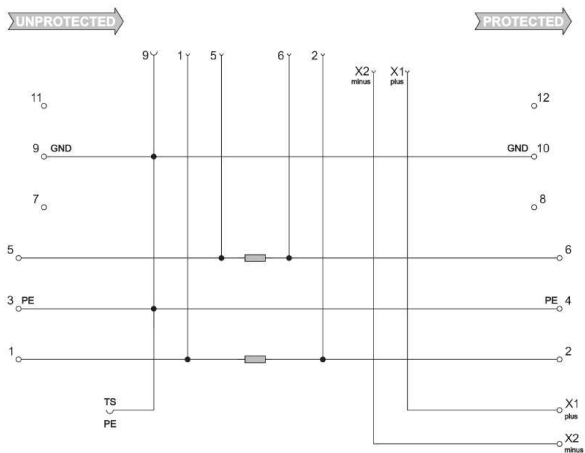 UNPROTECTED PROTECTED
9 1 5 6 2 X2 minus X1 plus
11 12
9 GND GND 10
7 8
5 6
3 PE PE 4
1 2
TS
PE
X1
plus
X2
minus